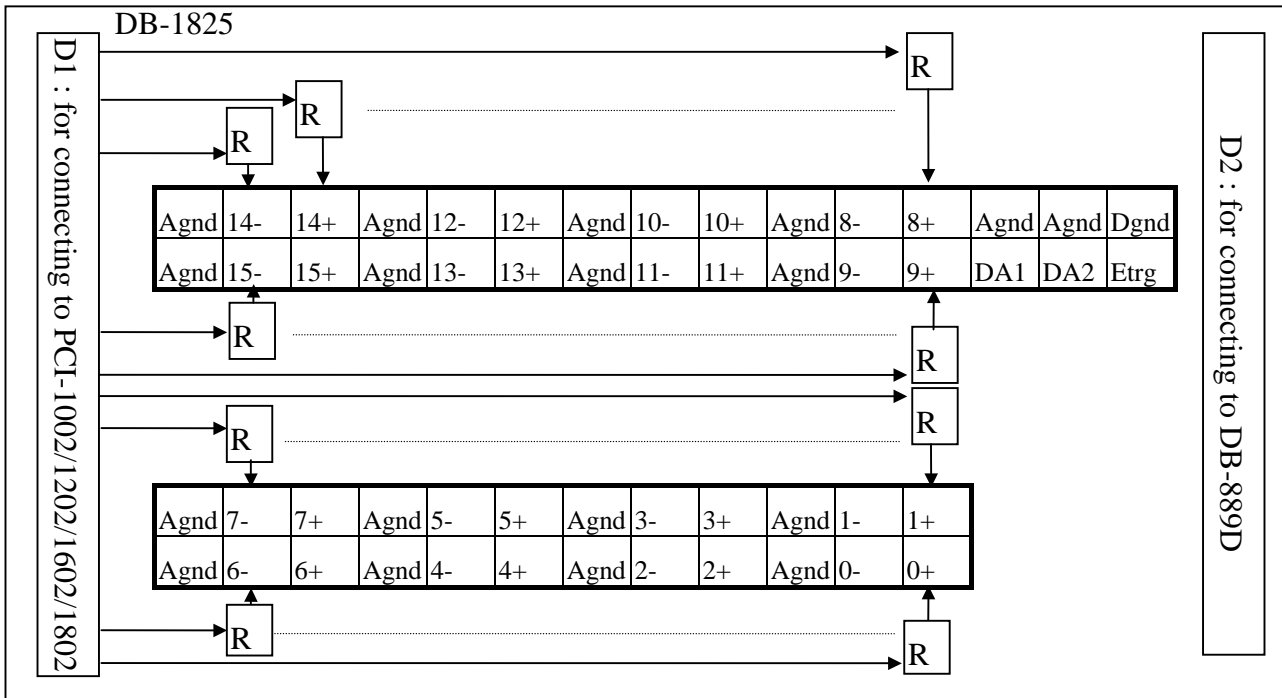 DB-1825
D1 : for connecting to PCI-1002/1202/1602/1802
R
R
R
Agnd 14- 14+ Agnd 12- 12+ Agnd 10- 10+ Agnd 8- 8+ Agnd Agnd Dgnd
Agnd 15- 15+ Agnd 13- 13+ Agnd 11- 11+ Agnd 9- 9+ DA1 DA2 Etrg
R
R
R
R
Agnd 7- 7+ Agnd 5- 5+ Agnd 3- 3+ Agnd 1- 1+
Agnd 6- 6+ Agnd 4- 4+ Agnd 2- 2+ Agnd 0- 0+
R
R
D2 : for connecting to DB-889D